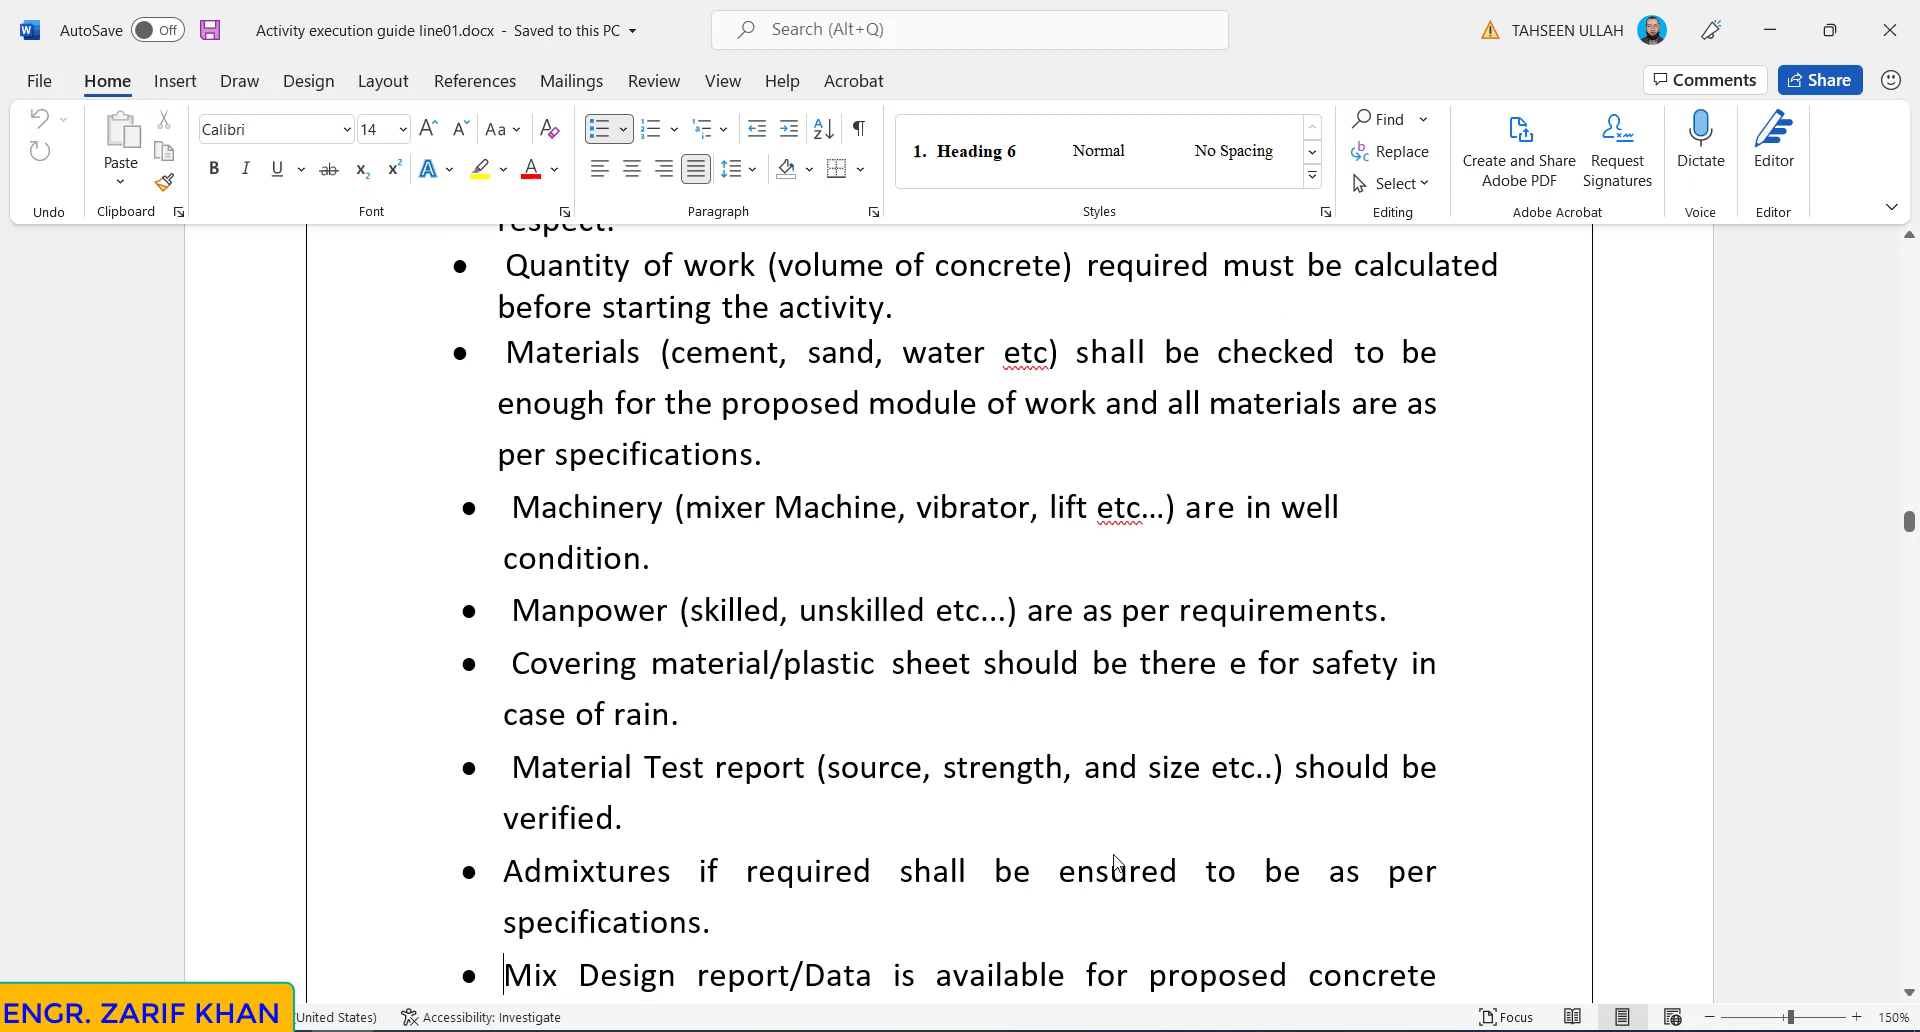 AutoSave Off Activity execution guide line01.docx - Saved to this PC Search (Alt+Q) TAHSEEN ULLAH
File Home Insert Draw Design Layout References Mailings Review View Help Acrobat Comments Share
Calibri 14 Aa
Paste
B I U ab x₂ x² A A
1. Heading 6 Normal No Spacing
Find
Replace
Select
Create and Share Adobe PDF
Request Signatures
Dictate
Editor
Undo Clipboard Font Paragraph Styles Editing Adobe Acrobat Voice Editor
respect.
• Quantity of work (volume of concrete) required must be calculated
before starting the activity.
• Materials (cement, sand, water etc) shall be checked to be
enough for the proposed module of work and all materials are as
per specifications.
• Machinery (mixer Machine, vibrator, lift etc...) are in well
condition.
• Manpower (skilled, unskilled etc...) are as per requirements.
• Covering material/plastic sheet should be there e for safety in
case of rain.
• Material Test report (source, strength, and size etc..) should be
verified.
• Admixtures if required shall be ensured to be as per
specifications.
• Mix Design report/Data is available for proposed concrete
ENGR. ZARIF KHAN
United States) Accessibility: Investigate Focus 150%